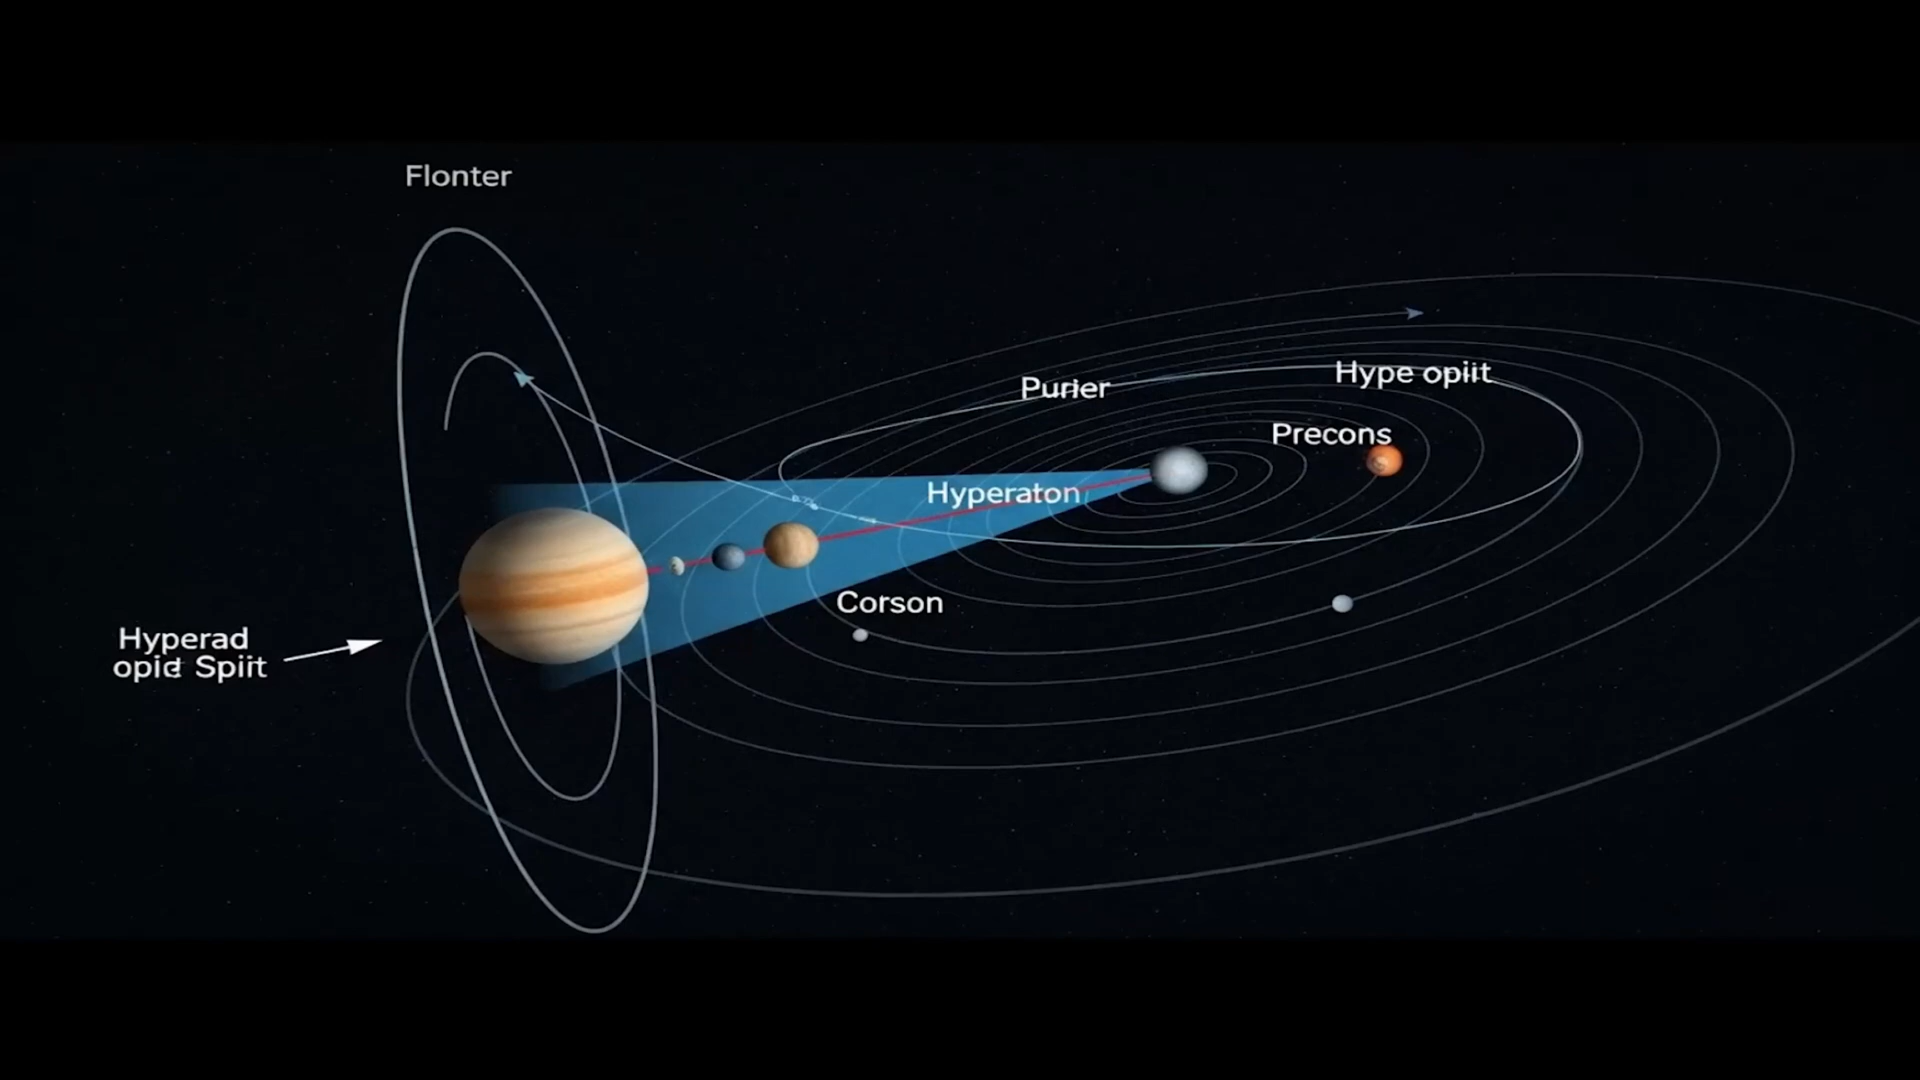 Flonter
Purier
Hype opiit
Precons
Hyperaton
Corson
Hyperad
opid Spiit